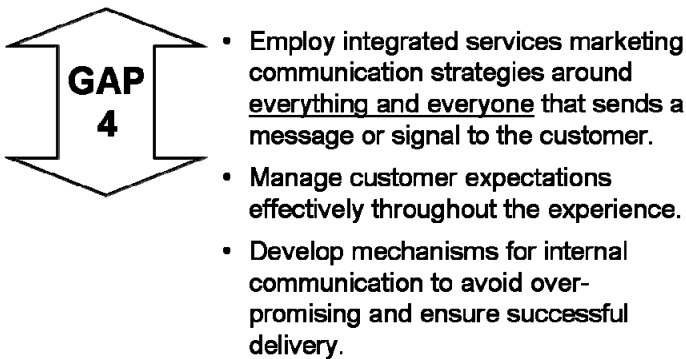 GAP
4
• Employ integrated services marketing
communication strategies around
everything and everyone that sends a
message or signal to the customer.
• Manage customer expectations
effectively throughout the experience.
• Develop mechanisms for internal
communication to avoid over-
promising and ensure successful
delivery.